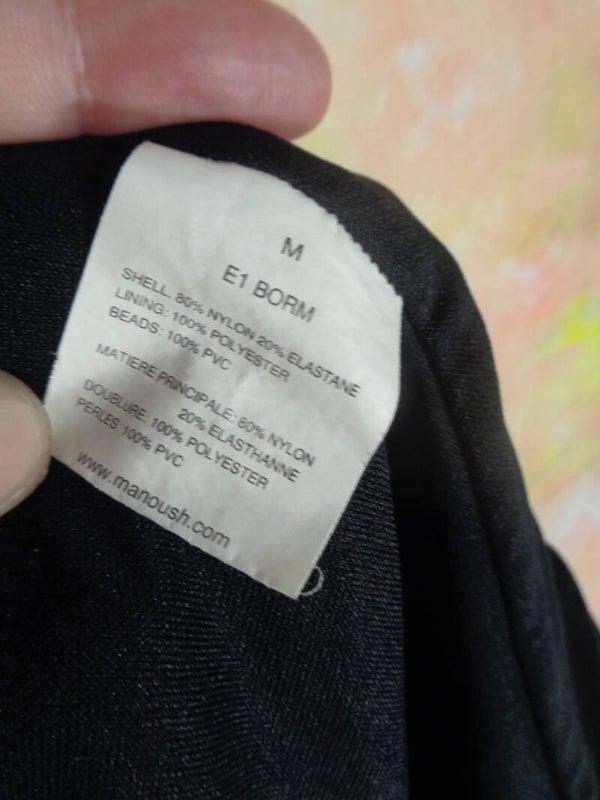 M
E1 BORM
SHELL: 80% NYLON 20% ELASTANE
LINING: 100% POLYESTER
BEADS: 100% PVC
MATIERE PRINCIPALE: 80% NYLON
20% ELASTHANNE
DOUBLURE: 100% POLYESTER
PERLES: 100% PVC
www.manoush.com